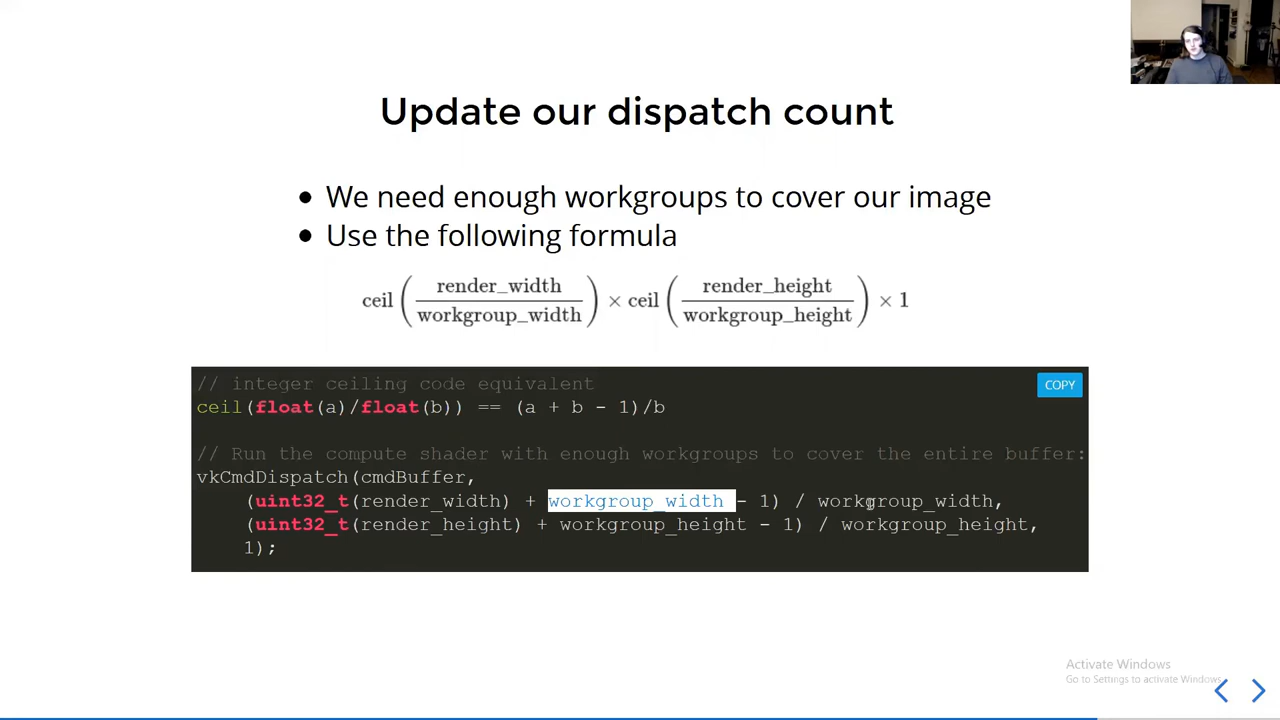 Update our dispatch count
• We need enough workgroups to cover our image
• Use the following formula
ceil ( render_width / workgroup_width ) × ceil ( render_height / workgroup_height ) × 1
// integer ceiling code equivalent
COPY
ceil(float(a)/float(b)) == (a + b - 1)/b
// Run the compute shader with enough workgroups to cover the entire buffer:
vkCmdDispatch(cmdBuffer,
(uint32_t(render_width) + workgroup_width - 1) / workgroup_width,
(uint32_t(render_height) + workgroup_height - 1) / workgroup_height,
1);
Activate Windows
Go to Settings to activate Windows.